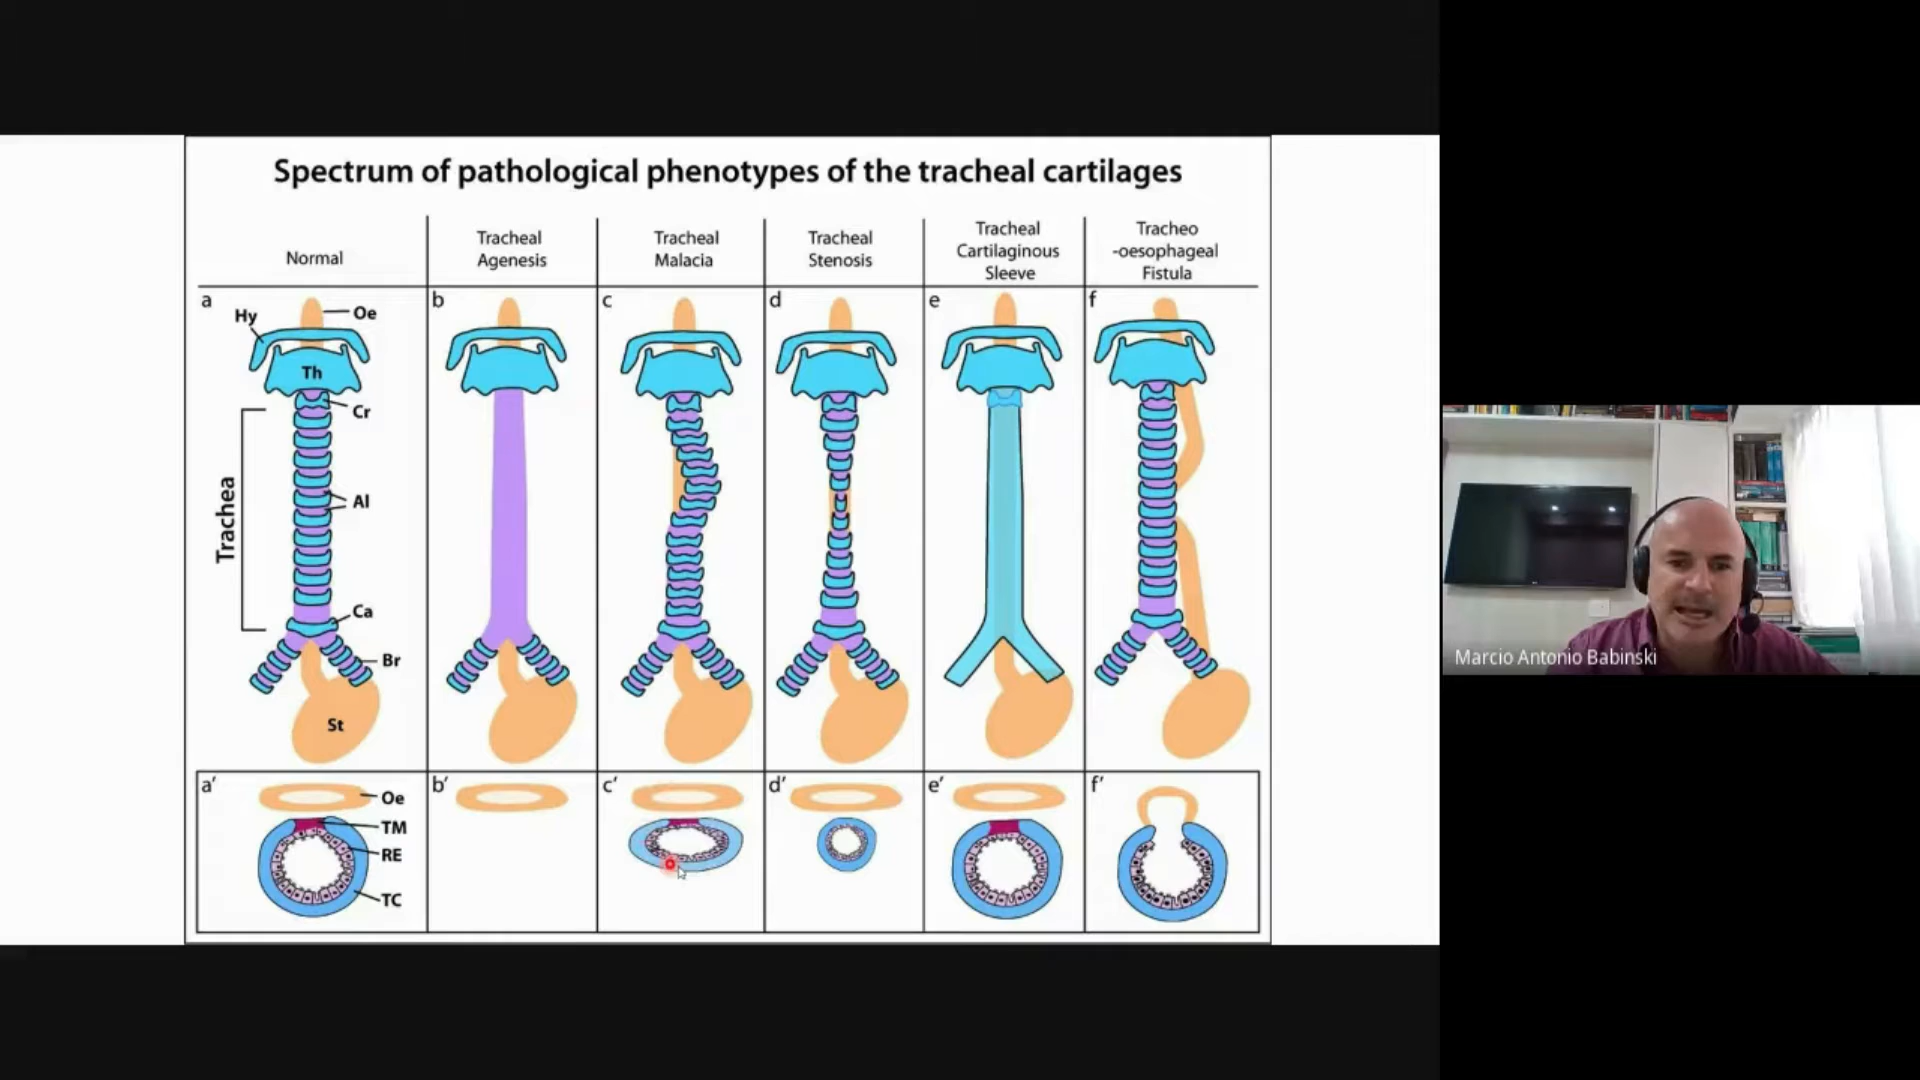 Spectrum of pathological phenotypes of the tracheal cartilages
Normal
Tracheal
Agenesis
Tracheal
Malacia
Tracheal
Stenosis
Tracheal
Cartilaginous
Sleeve
Tracheo
-oesophageal
Fistula
a
b
c
d
e
f
Hy
Oe
Th
Cr
Trachea
Al
Ca
Br
St
a′
b′
c′
d′
e′
f′
Oe
TM
RE
TC
Marcio Antonio Babinski